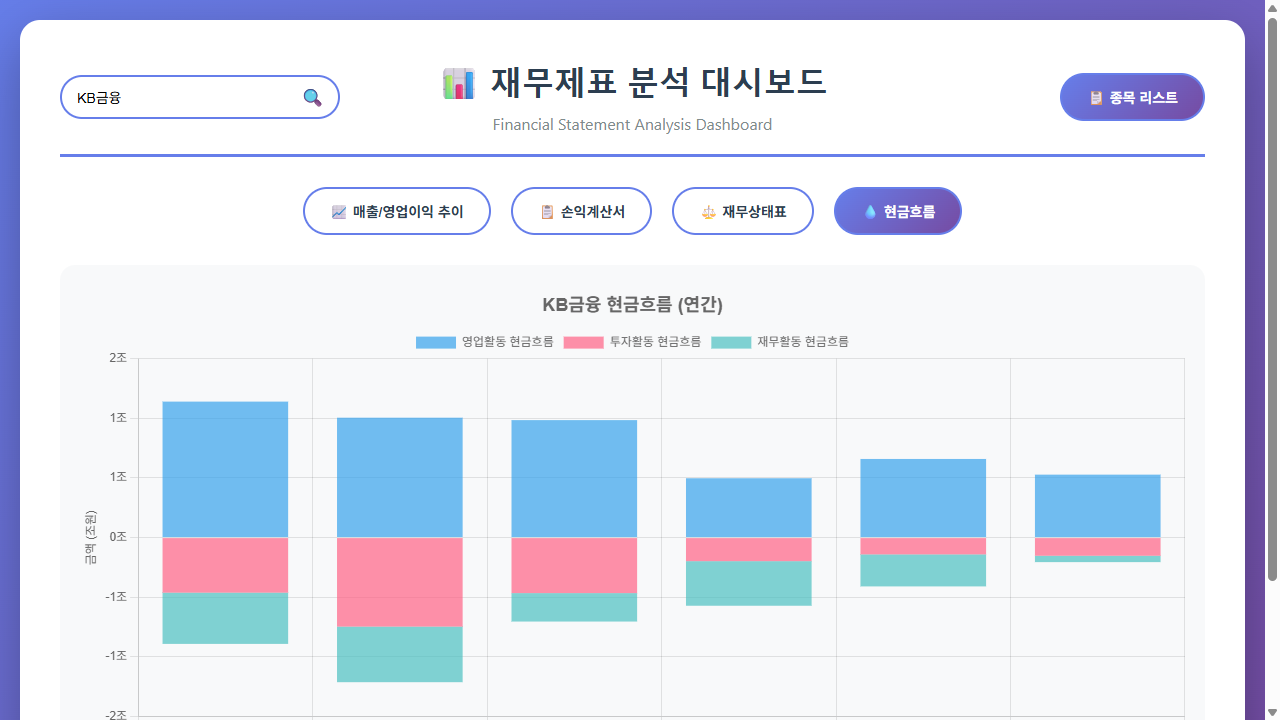 KB금융
재무제표 분석 대시보드
Financial Statement Analysis Dashboard
종목 리스트
매출/영업이익 추이
손익계산서
재무상태표
현금흐름
KB금융 현금흐름 (연간)
영업활동 현금흐름 투자활동 현금흐름 재무활동 현금흐름
금액 (조원)
2조
1조
1조
0조
-1조
-1조
-2조